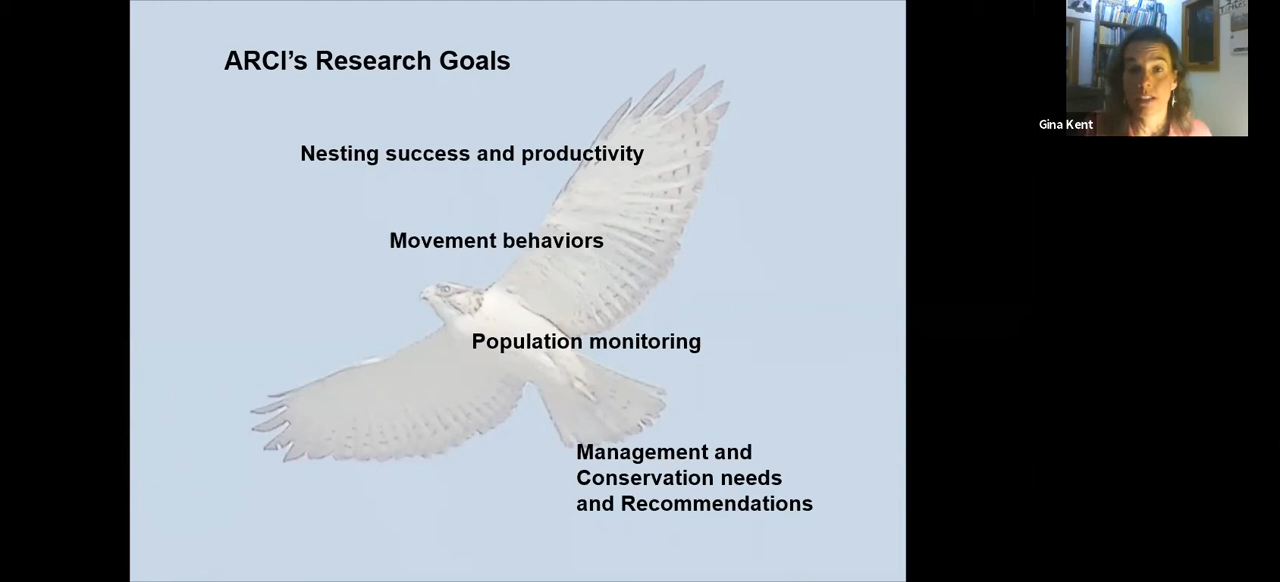 ARCI's Research Goals
Nesting success and productivity
Movement behaviors
Population monitoring
Management and
Conservation needs
and Recommendations
Gina Kent